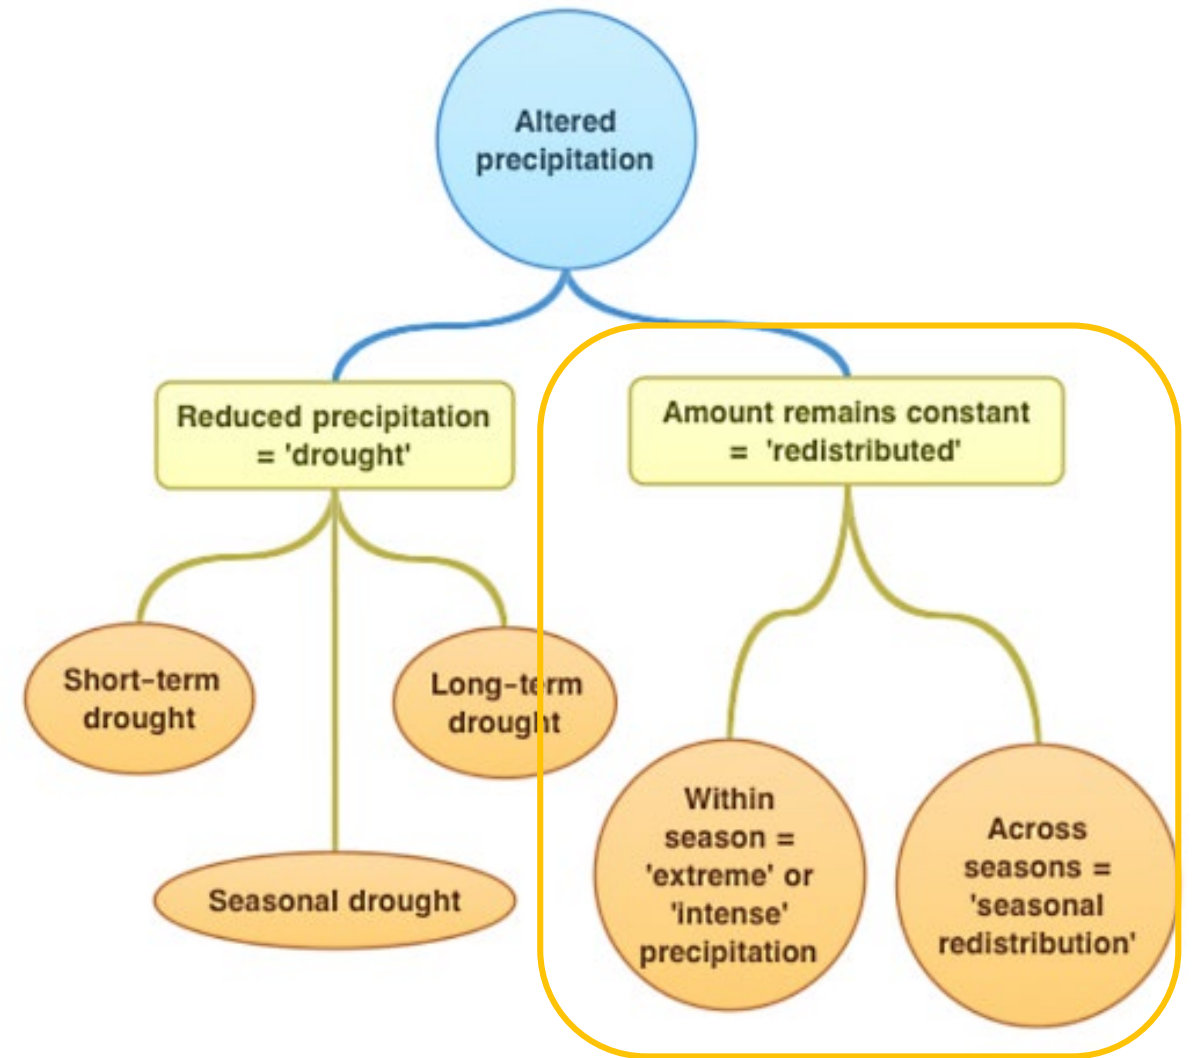 Altered
precipitation
Reduced precipitation
= 'drought'
Amount remains constant
= 'redistributed'
Short-term
drought
Long-term
drought
Seasonal drought
Within
season =
'extreme' or
'intense'
precipitation
Across
seasons =
'seasonal
redistribution'